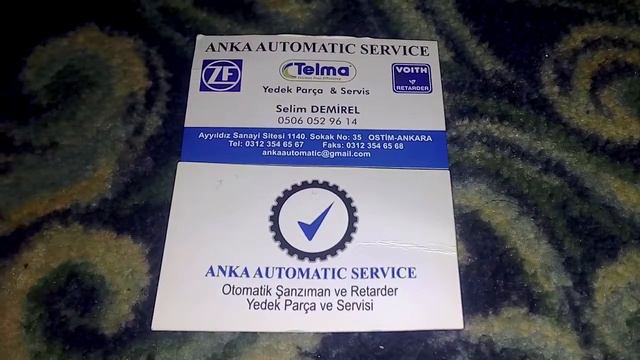 ANKA AUTOMATIC SERVICE
ZF
Telma
VOITH
RETARDER
Yedek Parça & Servis
Selim DEMİREL
0506 052 96 14
Ayyıldız Sanayi Sitesi 1140. Sokak No: 35 OSTİM-ANKARA
Tel: 0312 354 65 67 Faks: 0312 354 65 68
ankaautomatic@gmail.com
ANKA AUTOMATIC SERVICE
Otomatik Şanzıman ve Retarder
Yedek Parça ve Servisi